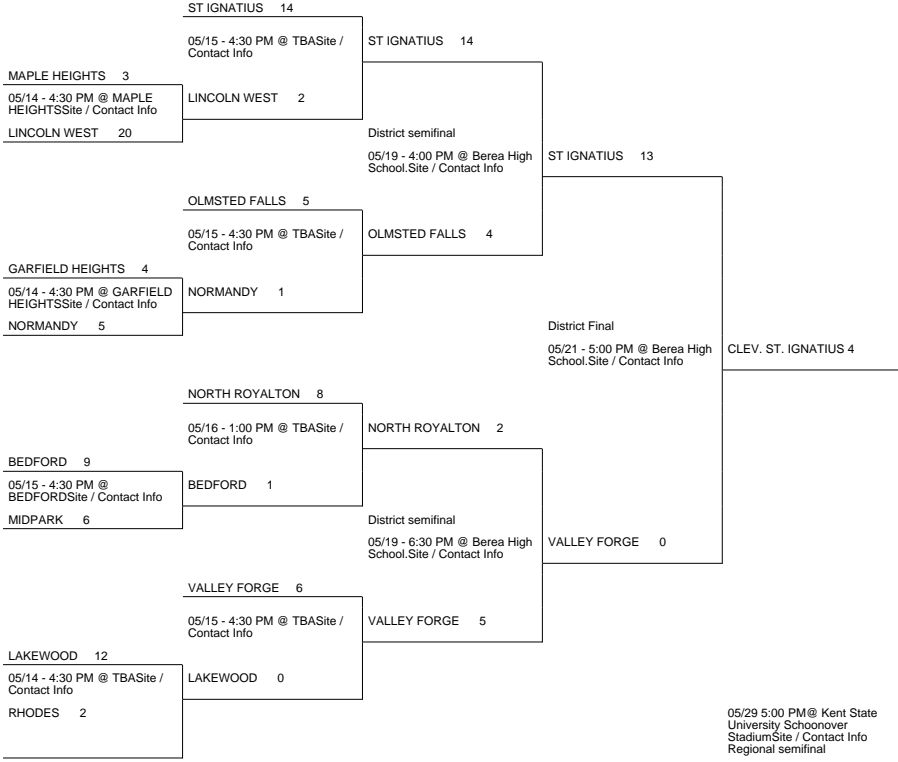 ST IGNATIUS 14
05/15 - 4:30 PM @ TBASite /
Contact Info
ST IGNATIUS 14
MAPLE HEIGHTS 3
05/14 - 4:30 PM @ MAPLE
HEIGHTSSite / Contact Info
LINCOLN WEST 2
LINCOLN WEST 20
District semifinal
05/19 - 4:00 PM @ Berea High
School.Site / Contact Info
ST IGNATIUS 13
OLMSTED FALLS 5
05/15 - 4:30 PM @ TBASite /
Contact Info
OLMSTED FALLS 4
GARFIELD HEIGHTS 4
05/14 - 4:30 PM @ GARFIELD
HEIGHTSSite / Contact Info
NORMANDY 1
NORMANDY 5
District Final
05/21 - 5:00 PM @ Berea High
School.Site / Contact Info
CLEV. ST. IGNATIUS 4
NORTH ROYALTON 8
05/16 - 1:00 PM @ TBASite /
Contact Info
NORTH ROYALTON 2
BEDFORD 9
05/15 - 4:30 PM @
BEDFORDSite / Contact Info
BEDFORD 1
MIDPARK 6
District semifinal
05/19 - 6:30 PM @ Berea High
School.Site / Contact Info
VALLEY FORGE 0
VALLEY FORGE 6
05/15 - 4:30 PM @ TBASite /
Contact Info
VALLEY FORGE 5
LAKEWOOD 12
05/14 - 4:30 PM @ TBASite /
Contact Info
LAKEWOOD 0
RHODES 2
05/29 5:00 PM@ Kent State
University Schoonover
StadiumSite / Contact Info
Regional semifinal